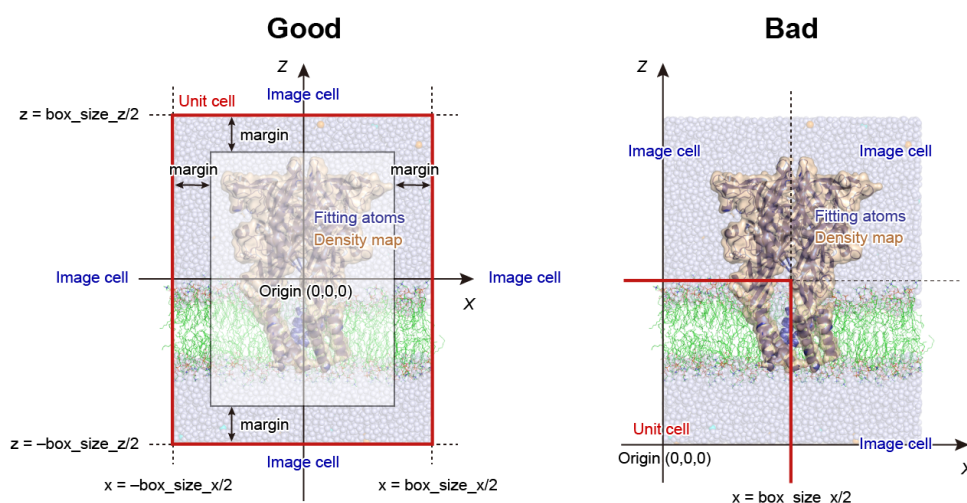 Good
Bad
Z
Image cell
Unit cell
z = box_size_z/2
margin
margin
margin
Fitting atoms
Density map
Image cell
Image cell
Origin (0,0,0)
X
margin
z = –box_size_z/2
Image cell
x = –box_size_x/2
x = box_size_x/2
Z
Image cell
Image cell
Fitting atoms
Density map
Unit cell
Origin (0,0,0)
Image cell
X
x = box_size_x/2